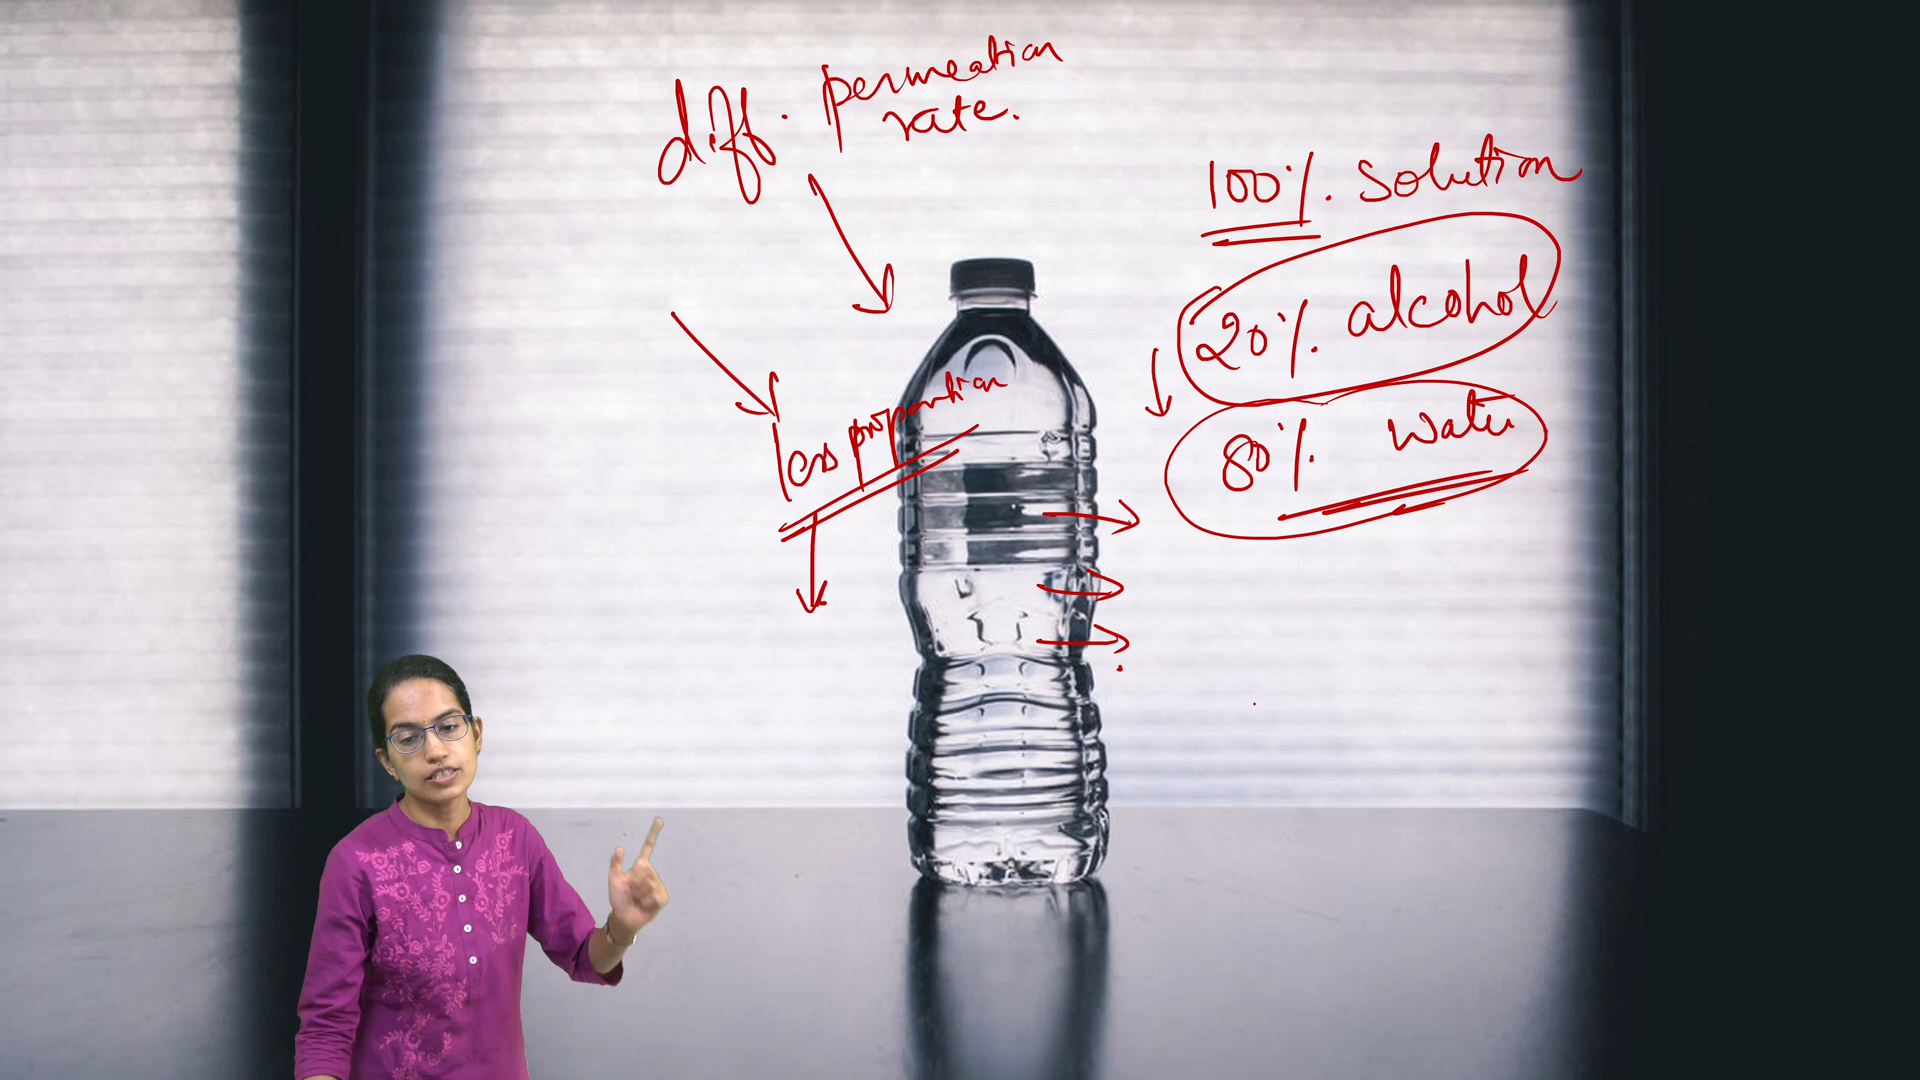 diff. permeation
rate.
100%. solution
20%. alcohol
80%. water
less proportion